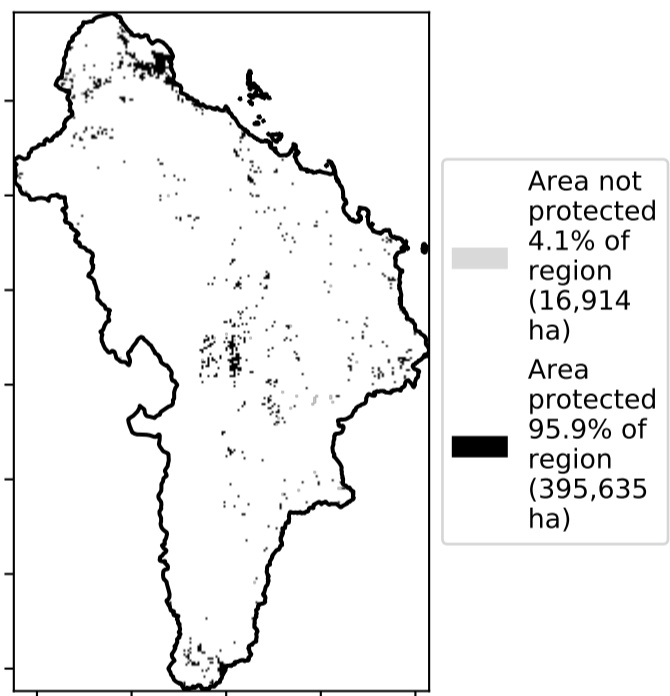 Area not
protected
4.1% of
region
(16,914
ha)
Area
protected
95.9% of
region
(395,635
ha)